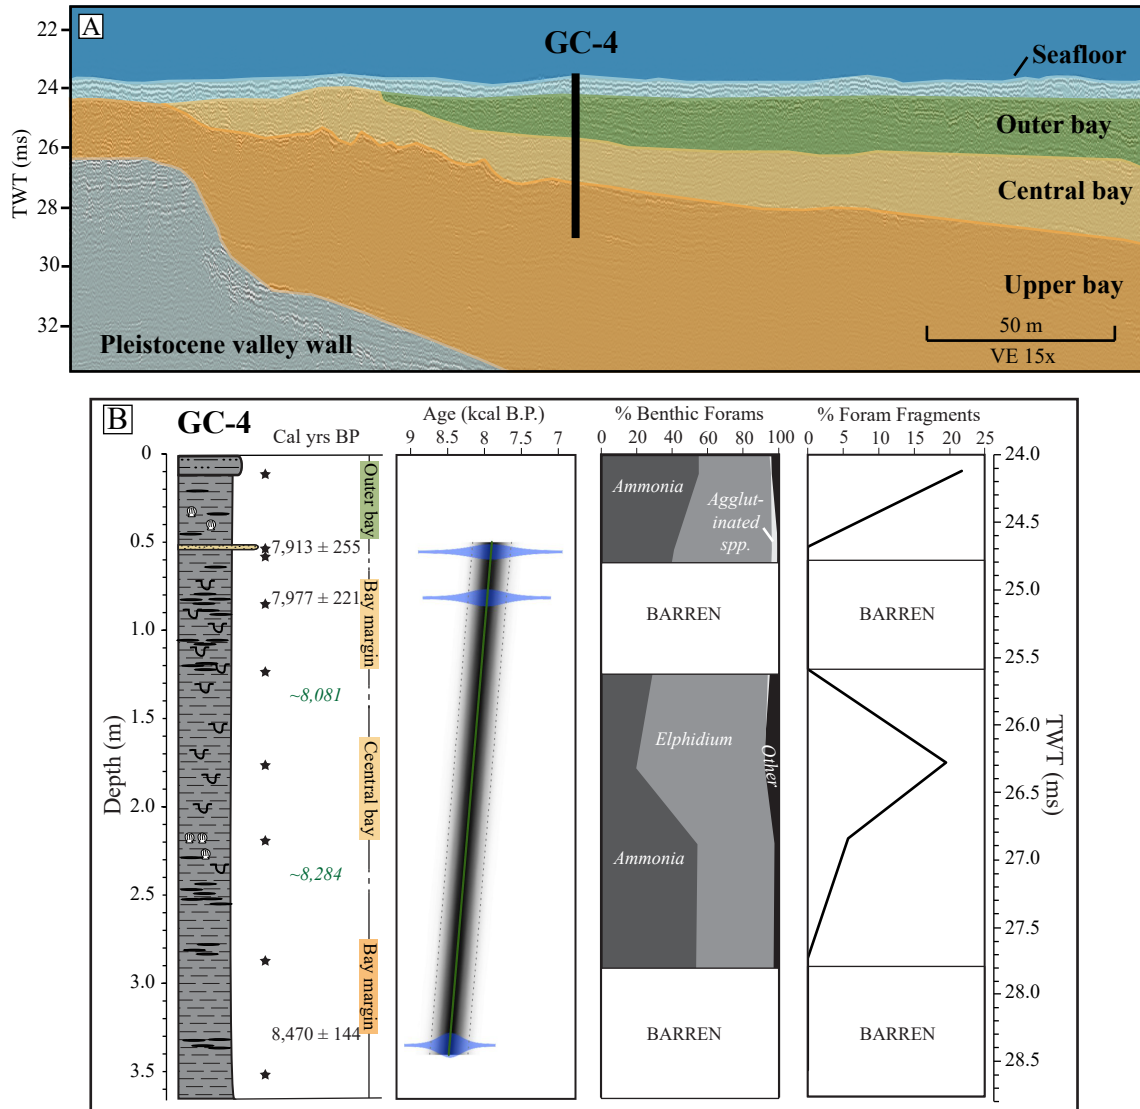 A
GC-4
Seafloor
Outer bay
Central bay
Upper bay
Pleistocene valley wall
50 m
VE 15x
TWT (ms)
22
24
26
28
30
32
B
GC-4
Cal yrs BP
Depth (m)
0
0.5
1.0
1.5
2.0
2.5
3.0
3.5
7,913 ± 255
7,977 ± 221
~8,081
~8,284
8,470 ± 144
Outer bay
Bay margin
Ceentral bay
Bay margin
Age (kcal B.P.)
9 8.5 8 7.5 7
% Benthic Forams
0 20 40 60 80 100
Ammonia
Agglut-
inated
spp.
BARREN
Elphidium
Other
Ammonia
BARREN
% Foram Fragments
0 5 10 15 20 25
BARREN
BARREN
24.0
24.5
25.0
25.5
26.0
26.5
27.0
27.5
28.0
28.5
TWT (ms)